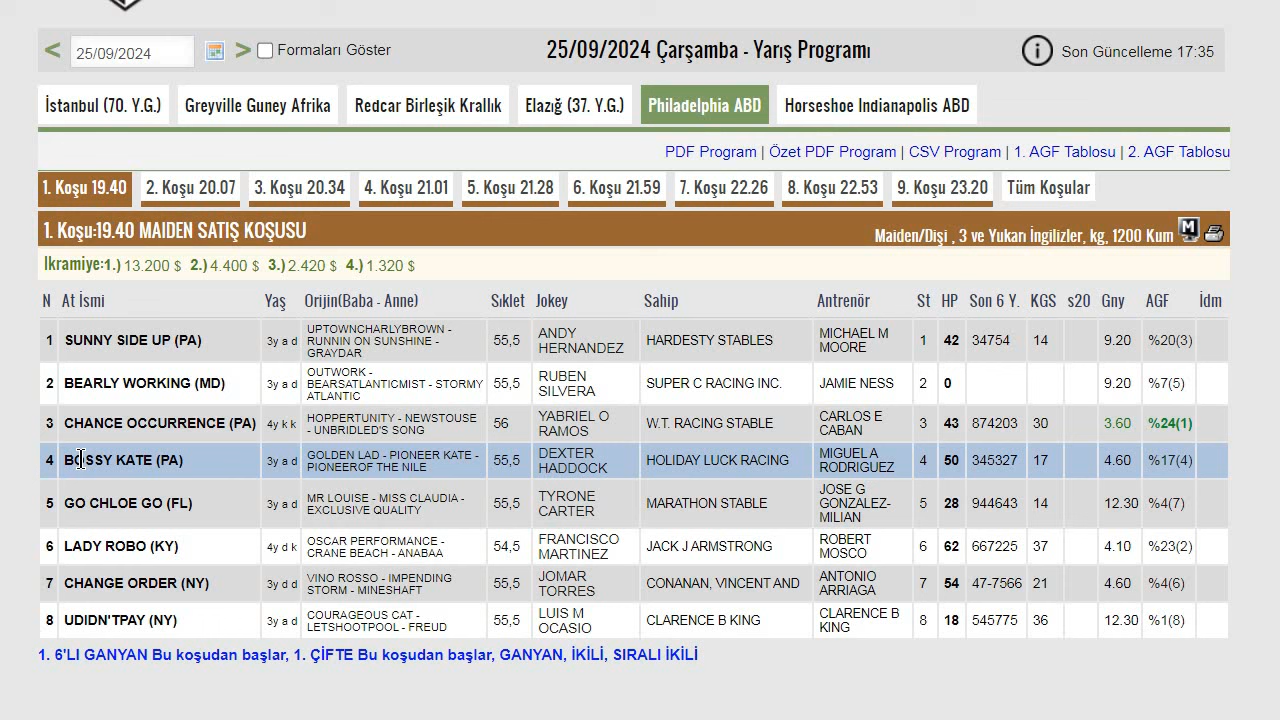 25/09/2024 Formaları Göster 25/09/2024 Çarşamba - Yarış Programı Son Güncelleme 17:35
İstanbul (70. Y.G.) Greyville Guney Afrika Redcar Birleşik Krallık Elazığ (37. Y.G.) Philadelphia ABD Horseshoe Indianapolis ABD
PDF Program | Özet PDF Program | CSV Program | 1. AGF Tablosu | 2. AGF Tablosu
1. Koşu 19.40 2. Koşu 20.07 3. Koşu 20.34 4. Koşu 21.01 5. Koşu 21.28 6. Koşu 21.59 7. Koşu 22.26 8. Koşu 22.53 9. Koşu 23.20 Tüm Koşular
1. Koşu:19.40 MAIDEN SATIŞ KOŞUSU Maiden/Dişi , 3 ve Yukarı İngilizler, kg, 1200 Kum M
Ikramiye:1.) 13.200 $ 2.) 4.400 $ 3.) 2.420 $ 4.) 1.320 $
N At İsmi Yaş Orijin(Baba - Anne) Sıklet Jokey Sahip Antrenör St HP Son 6 Y. KGS s20 Gny AGF İdm
1 SUNNY SIDE UP (PA) 3y a d UPTOWNCHARLYBROWN - RUNNIN ON SUNSHINE - GRAYDAR 55,5 ANDY HERNANDEZ HARDESTY STABLES MICHAEL M MOORE 1 42 34754 14 9.20 %20(3)
2 BEARLY WORKING (MD) 3y a d OUTWORK - BEARSATLANTICMIST - STORMY ATLANTIC 55,5 RUBEN SILVERA SUPER C RACING INC. JAMIE NESS 2 0 9.20 %7(5)
3 CHANCE OCCURRENCE (PA) 4y k k HOPPERTUNITY - NEWSTOUSE - UNBRIDLED'S SONG 56 YABRIEL O RAMOS W.T. RACING STABLE CARLOS E CABAN 3 43 874203 30 3.60 %24(1)
4 BOSSY KATE (PA) 3y a d GOLDEN LAD - PIONEER KATE - PIONEEROF THE NILE 55,5 DEXTER HADDOCK HOLIDAY LUCK RACING MIGUEL A RODRIGUEZ 4 50 345327 17 4.60 %17(4)
5 GO CHLOE GO (FL) 3y a d MR LOUISE - MISS CLAUDIA - EXCLUSIVE QUALITY 55,5 TYRONE CARTER MARATHON STABLE JOSE G GONZALEZ-MILIAN 5 28 944643 14 12.30 %4(7)
6 LADY ROBO (KY) 4y d k OSCAR PERFORMANCE - CRANE BEACH - ANABAA 54,5 FRANCISCO MARTINEZ JACK J ARMSTRONG ROBERT MOSCO 6 62 667225 37 4.10 %23(2)
7 CHANGE ORDER (NY) 3y d d VINO ROSSO - IMPENDING STORM - MINESHAFT 55,5 JOMAR TORRES CONANAN, VINCENT AND ANTONIO ARRIAGA 7 54 47-7566 21 4.60 %4(6)
8 UDIDN'TPAY (NY) 3y a d COURAGEOUS CAT - LETSHOOTPOOL - FREUD 55,5 LUIS M OCASIO CLARENCE B KING CLARENCE B KING 8 18 545775 36 12.30 %1(8)
1. 6'LI GANYAN Bu koşudan başlar, 1. ÇİFTE Bu koşudan başlar, GANYAN, İKİLİ, SIRALI İKİLİ